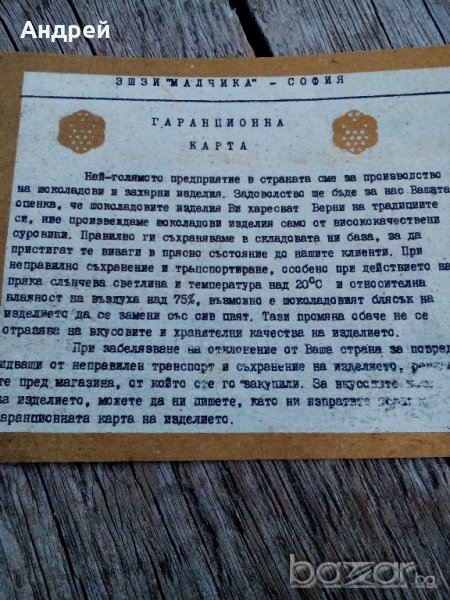 Андрей
ЗШЗИ "МАЛЧИКА" - СОФИЯ
ГАРАНЦИОННА
КАРТА
Най-голямото предприятие в страната сме за производство
на шоколадови и захарни изделия. Задоволство ще бъде за нас Вашата
оценка, че шоколадовите изделия Ви харесват Верни на традициите
си, ние произвеждаме шоколадови изделия само от висококачествени
суровини. Правилно ги съхраняваме в складовата ни база, за да
пристигат те винаги в прясно състояние до нашите клиенти. При
неправилно съхранение и транспортиране, особено при действието на
пряка слънчева светлина и температура над 20°С и относителна
влажност на въздуха над 75%, възможно е шоколадовият блясък на
изделието да се замени със сив цвят. Тази промяна обаче не се
отразява на вкусовите и хранителни качества на изделието.
При забелязване на отклонение от Ваша страна за повред
идващи от неправилен транспорт и съхранение на изделието,
те пред магазина, от който сте го закупили. За вкусовите
на изделието, можете да ни пишете, като ни изпратите
гаранционната карта на изделието.
bazar.bg